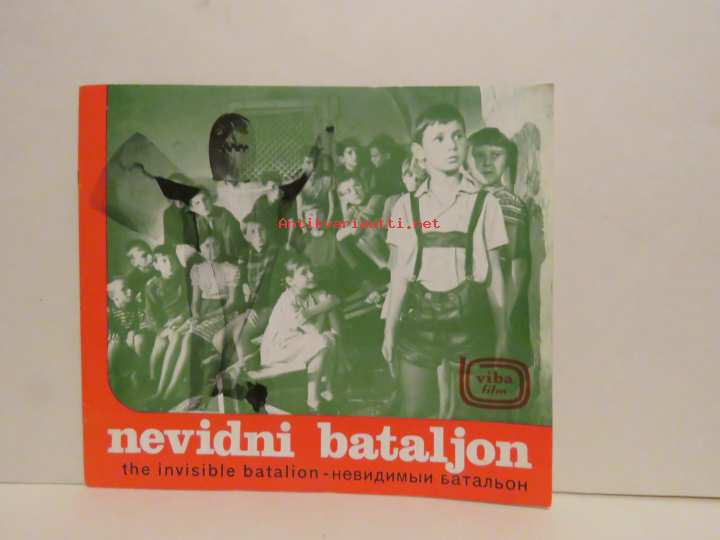 Antikvariaatti.net
viba
film
nevidni bataljon
the invisible batalion - невидимыи батальон